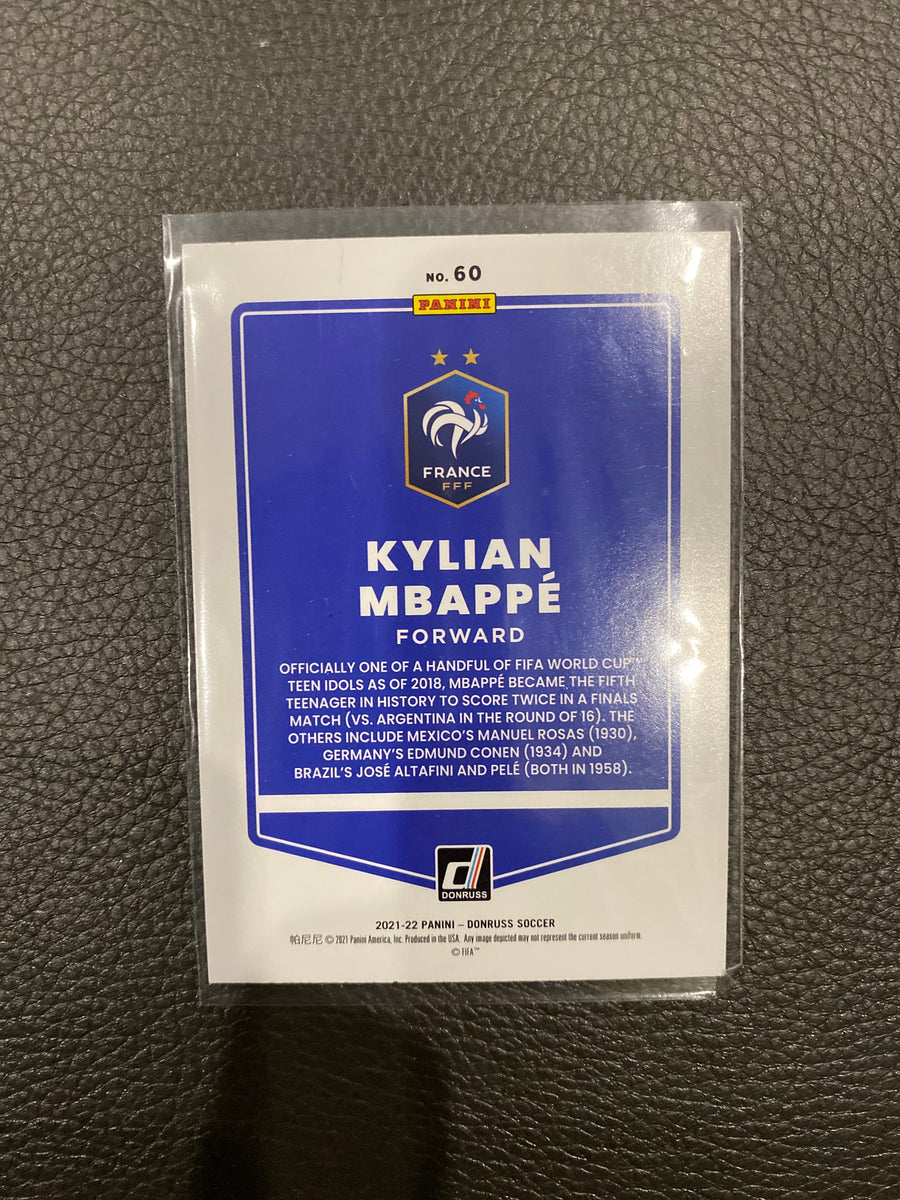 NO. 60
PANINI
FRANCE
FFF
KYLIAN
MBAPPÉ
FORWARD
OFFICIALLY ONE OF A HANDFUL OF FIFA WORLD CUP™
TEEN IDOLS AS OF 2018, MBAPPÉ BECAME THE FIFTH
TEENAGER IN HISTORY TO SCORE TWICE IN A FINALS
MATCH (VS. ARGENTINA IN THE ROUND OF 16). THE
OTHERS INCLUDE MEXICO'S MANUEL ROSAS (1930),
GERMANY'S EDMUND CONEN (1934) AND
BRAZIL'S JOSÉ ALTAFINI AND PELÉ (BOTH IN 1958).
d
DONRUSS
2021-22 PANINI – DONRUSS SOCCER
帕尼尼 © 2021 Panini America, Inc. Produced in the USA. Any image depicted may not represent the current season uniform.
© FIFA™